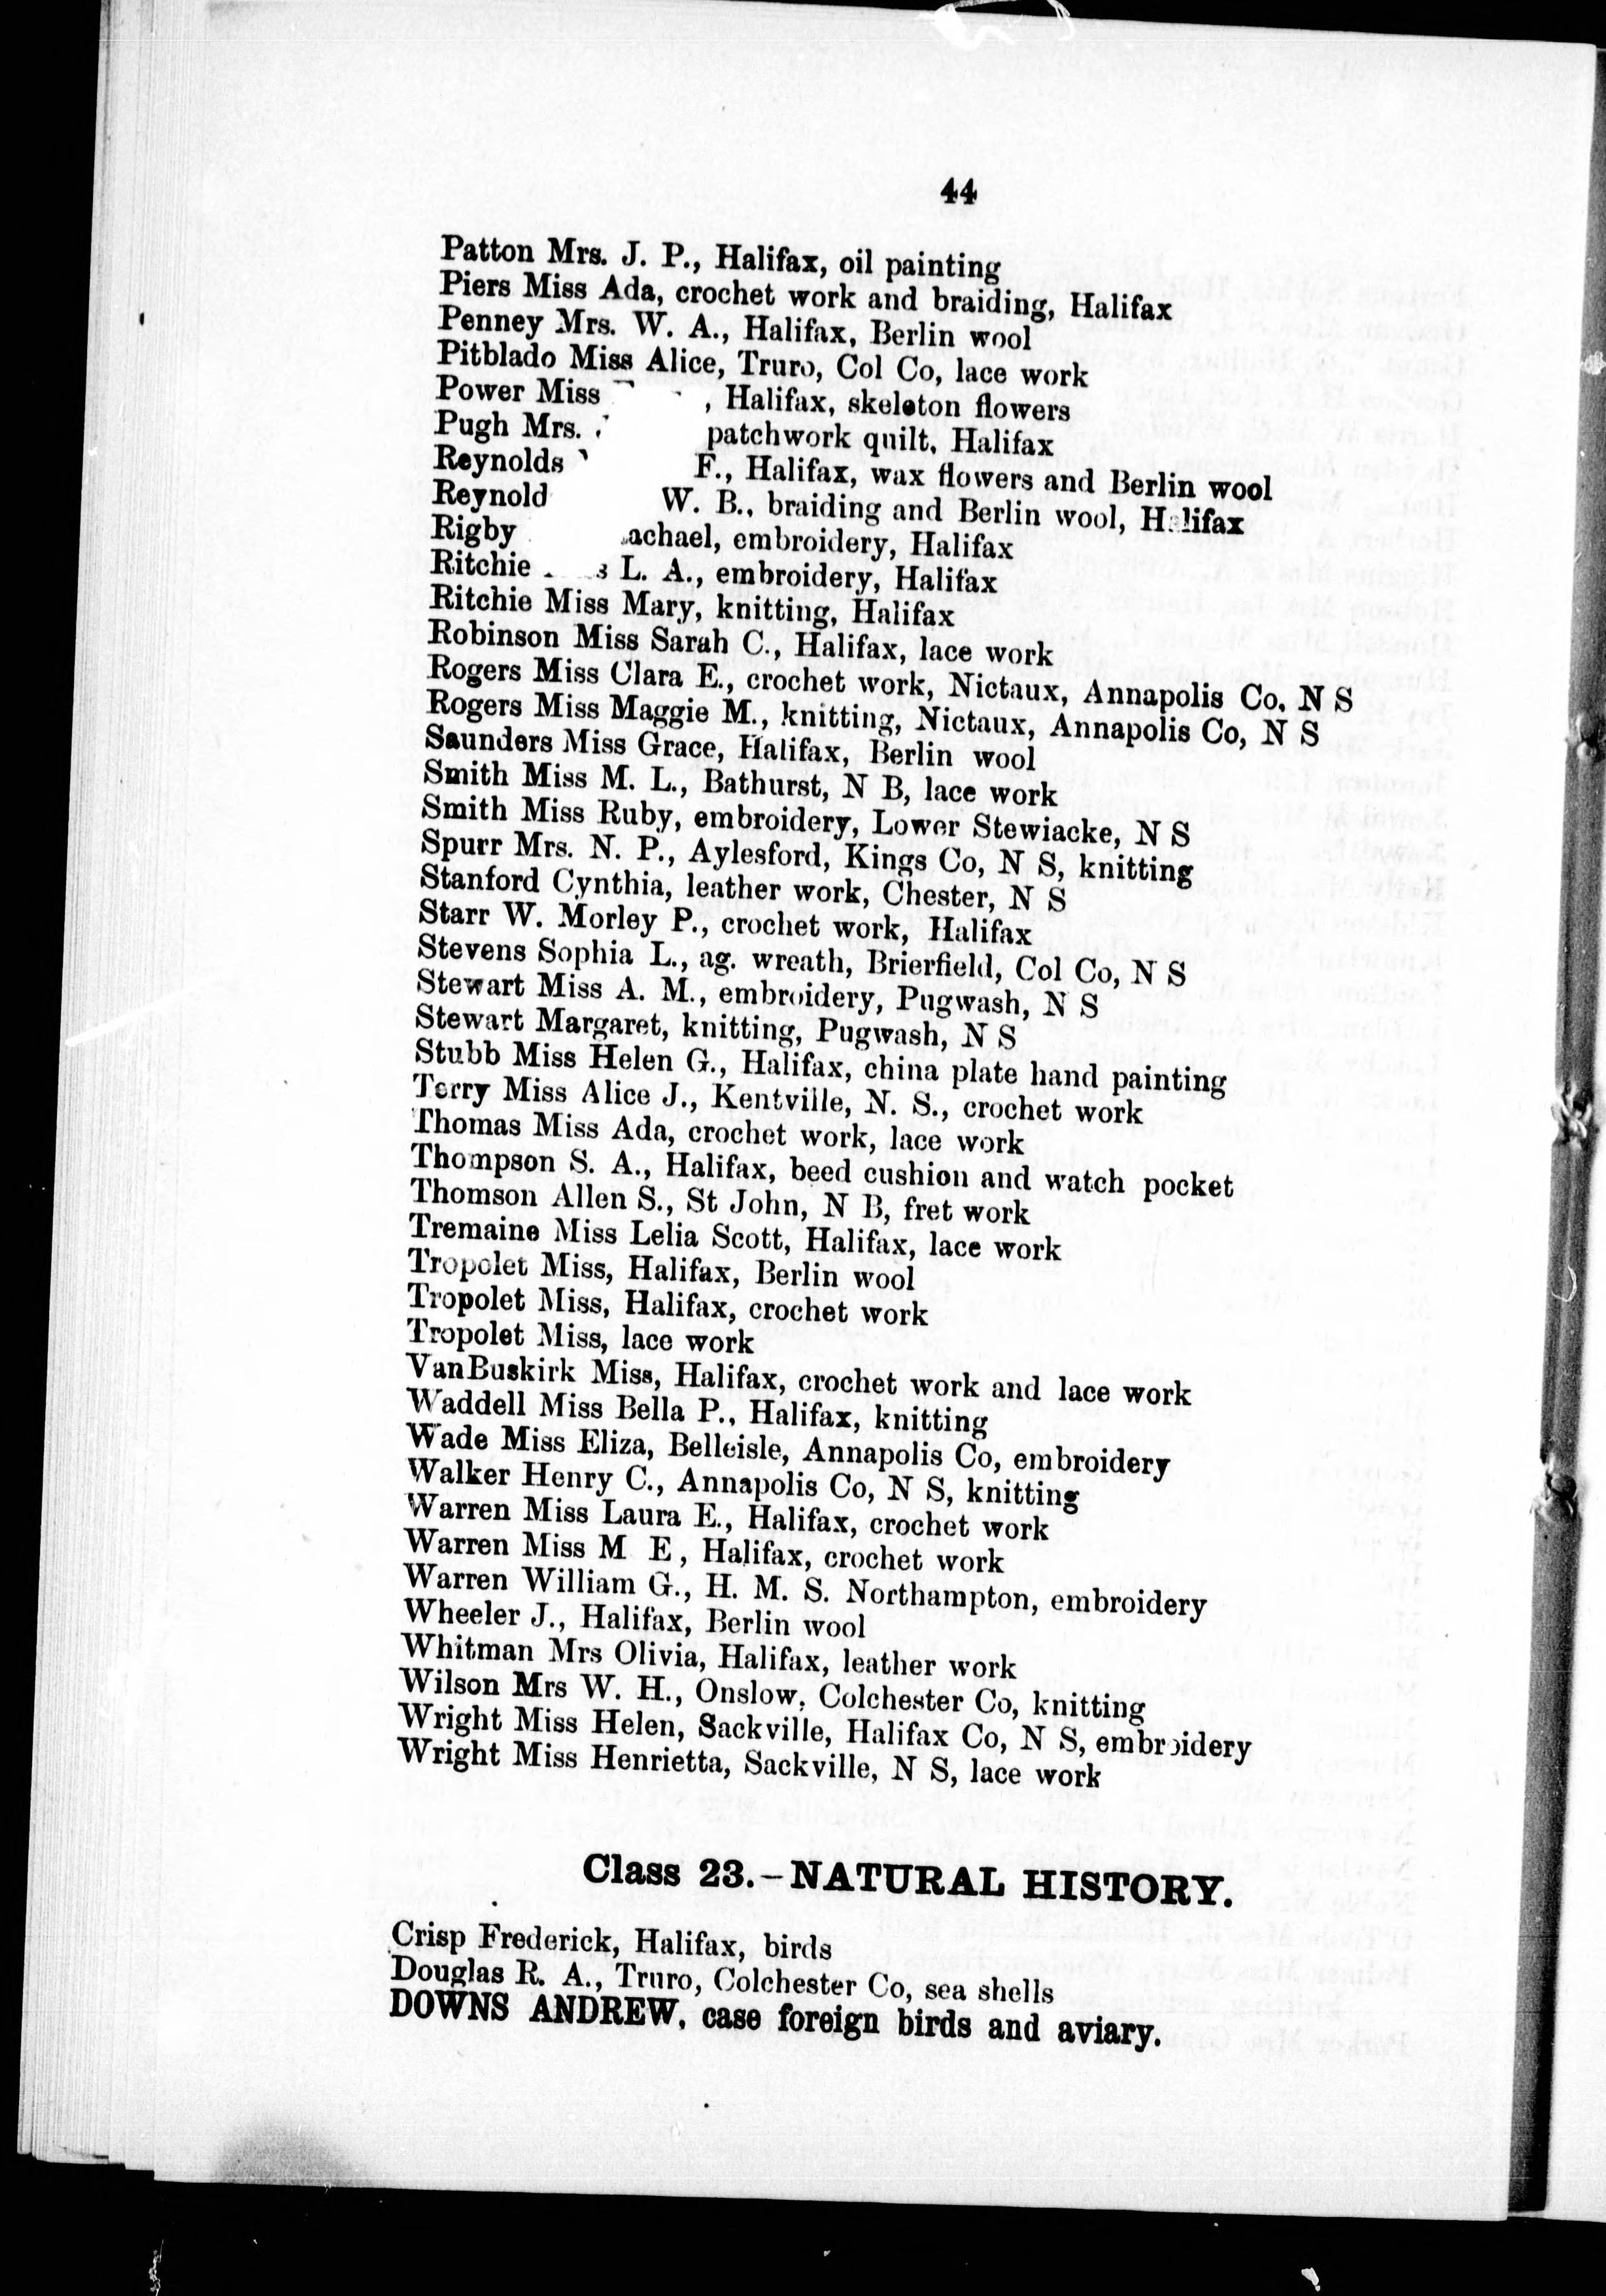 44
Patton Mrs. J. P., Halifax, oil painting
Piers Miss Ada, crochet work and braiding, Halifax
Penney Mrs. W. A., Halifax, Berlin wool
Pitblado Miss Alice, Truro, Col Co, lace work
Power Miss , Halifax, skeleton flowers
Pugh Mrs. patchwork quilt, Halifax
Reynolds F., Halifax, wax flowers and Berlin wool
Reynold W. B., braiding and Berlin wool, Halifax
Rigby achael, embroidery, Halifax
Ritchie L. A., embroidery, Halifax
Ritchie Miss Mary, knitting, Halifax
Robinson Miss Sarah C., Halifax, lace work
Rogers Miss Clara E., crochet work, Nictaux, Annapolis Co, N S
Rogers Miss Maggie M., knitting, Nictaux, Annapolis Co, N S
Saunders Miss Grace, Halifax, Berlin wool
Smith Miss M. L., Bathurst, N B, lace work
Smith Miss Ruby, embroidery, Lower Stewiacke, N S
Spurr Mrs. N. P., Aylesford, Kings Co, N S, knitting
Stanford Cynthia, leather work, Chester, N S
Starr W. Morley P., crochet work, Halifax
Stevens Sophia L., ag. wreath, Brierfield, Col Co, N S
Stewart Miss A. M., embroidery, Pugwash, N S
Stewart Margaret, knitting, Pugwash, N S
Stubb Miss Helen G., Halifax, china plate hand painting
Terry Miss Alice J., Kentville, N. S., crochet work
Thomas Miss Ada, crochet work, lace work
Thompson S. A., Halifax, beed cushion and watch pocket
Thomson Allen S., St John, N B, fret work
Tremaine Miss Lelia Scott, Halifax, lace work
Tropolet Miss, Halifax, Berlin wool
Tropolet Miss, Halifax, crochet work
Tropolet Miss, lace work
VanBuskirk Miss, Halifax, crochet work and lace work
Waddell Miss Bella P., Halifax, knitting
Wade Miss Eliza, Belleisle, Annapolis Co, embroidery
Walker Henry C., Annapolis Co, N S, knitting
Warren Miss Laura E., Halifax, crochet work
Warren Miss M E, Halifax, crochet work
Warren William G., H. M. S. Northampton, embroidery
Wheeler J., Halifax, Berlin wool
Whitman Mrs Olivia, Halifax, leather work
Wilson Mrs W. H., Onslow, Colchester Co, knitting
Wright Miss Helen, Sackville, Halifax Co, N S, embroidery
Wright Miss Henrietta, Sackville, N S, lace work
Class 23.–NATURAL HISTORY.
Crisp Frederick, Halifax, birds
Douglas R. A., Truro, Colchester Co, sea shells
DOWNS ANDREW, case foreign birds and aviary.